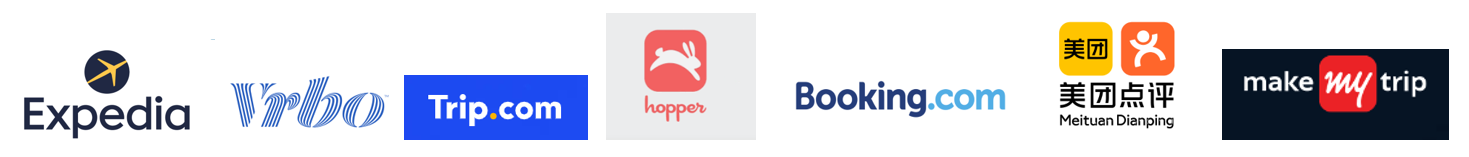 Expedia
Vrbo
Trip.com
hopper
Booking.com
美团
美团点评
Meituan Dianping
make my trip